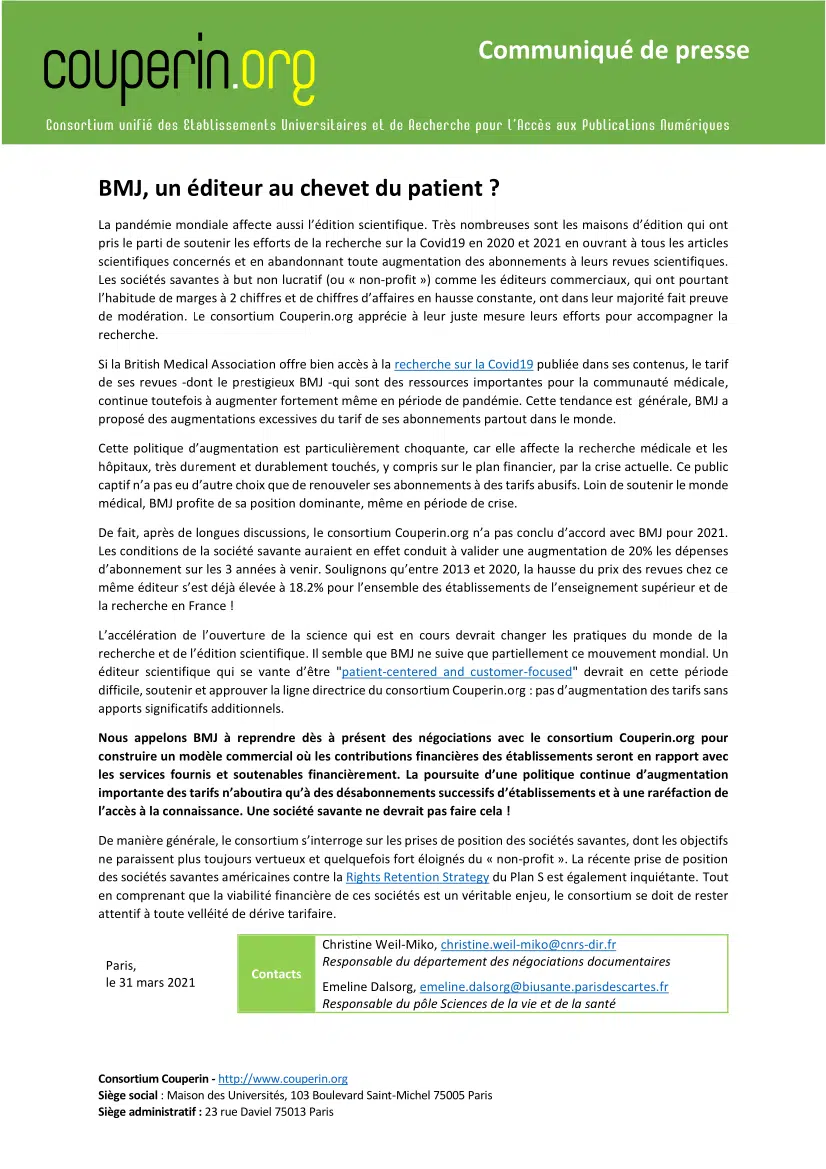 couperin.org
Communiqué de presse
Consortium unifié des Etablissements Universitaires et de Recherche pour l'Accès aux Publications Numériques
BMJ, un éditeur au chevet du patient ?
La pandémie mondiale affecte aussi l'édition scientifique. Très nombreuses sont les maisons d'édition qui ont
pris le parti de soutenir les efforts de la recherche sur la Covid19 en 2020 et 2021 en ouvrant à tous les articles
scientifiques concernés et en abandonnant toute augmentation des abonnements à leurs revues scientifiques.
Les sociétés savantes à but non lucratif (ou « non-profit ») comme les éditeurs commerciaux, qui ont pourtant
l'habitude de marges à 2 chiffres et de chiffres d'affaires en hausse constante, ont dans leur majorité fait preuve
de modération. Le consortium Couperin.org apprécie à leur juste mesure leurs efforts pour accompagner la
recherche.
Si la British Medical Association offre bien accès à la recherche sur la Covid19 publiée dans ses contenus, le tarif
de ses revues -dont le prestigieux BMJ -qui sont des ressources importantes pour la communauté médicale,
continue toutefois à augmenter fortement même en période de pandémie. Cette tendance est  générale, BMJ a
proposé des augmentations excessives du tarif de ses abonnements partout dans le monde.
Cette politique d'augmentation est particulièrement choquante, car elle affecte la recherche médicale et les
hôpitaux, très durement et durablement touchés, y compris sur le plan financier, par la crise actuelle. Ce public
captif n'a pas eu d'autre choix que de renouveler ses abonnements à des tarifs abusifs. Loin de soutenir le monde
médical, BMJ profite de sa position dominante, même en période de crise.
De fait, après de longues discussions, le consortium Couperin.org n'a pas conclu d'accord avec BMJ pour 2021.
Les conditions de la société savante auraient en effet conduit à valider une augmentation de 20% les dépenses
d'abonnement sur les 3 années à venir. Soulignons qu'entre 2013 et 2020, la hausse du prix des revues chez ce
même éditeur s'est déjà élevée à 18.2% pour l'ensemble des établissements de l'enseignement supérieur et de
la recherche en France !
L'accélération de l'ouverture de la science qui est en cours devrait changer les pratiques du monde de la
recherche et de l'édition scientifique. Il semble que BMJ ne suive que partiellement ce mouvement mondial. Un
éditeur scientifique qui se vante d'être "patient-centered and customer-focused" devrait en cette période
difficile, soutenir et approuver la ligne directrice du consortium Couperin.org : pas d'augmentation des tarifs sans
apports significatifs additionnels.
Nous appelons BMJ à reprendre dès à présent des négociations avec le consortium Couperin.org pour
construire un modèle commercial où les contributions financières des établissements seront en rapport avec
les services fournis et soutenables financièrement. La poursuite d'une politique continue d'augmentation
importante des tarifs n'aboutira qu'à des désabonnements successifs d'établissements et à une raréfaction de
l'accès à la connaissance. Une société savante ne devrait pas faire cela !
De manière générale, le consortium s'interroge sur les prises de position des sociétés savantes, dont les objectifs
ne paraissent plus toujours vertueux et quelquefois fort éloignés du « non-profit ». La récente prise de position
des sociétés savantes américaines contre la Rights Retention Strategy du Plan S est également inquiétante. Tout
en comprenant que la viabilité financière de ces sociétés est un véritable enjeu, le consortium se doit de rester
attentif à toute velléité de dérive tarifaire.
Paris,
le 31 mars 2021
Contacts
Christine Weil-Miko, christine.weil-miko@cnrs-dir.fr
Responsable du département des négociations documentaires
Emeline Dalsorg, emeline.dalsorg@biusante.parisdescartes.fr
Responsable du pôle Sciences de la vie et de la santé
Consortium Couperin - http://www.couperin.org
Siège social : Maison des Universités, 103 Boulevard Saint-Michel 75005 Paris
Siège administratif : 23 rue Daviel 75013 Paris